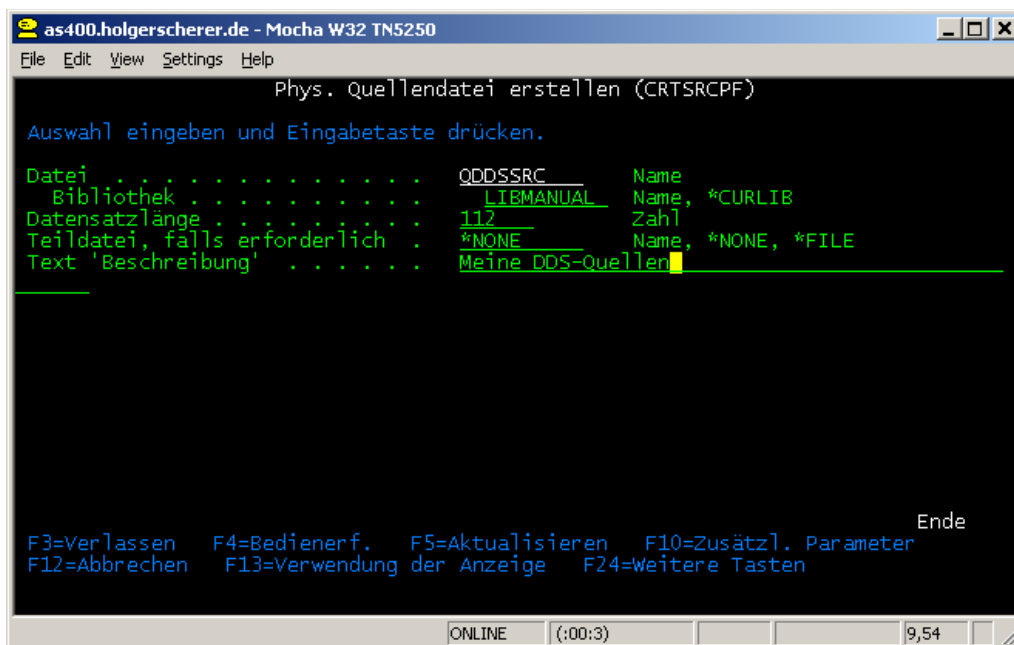 as400.holgerscherer.de - Mocha W32 TN5250
File Edit View Settings Help
Phys. Quellendatei erstellen (CRTSRCPF)
Auswahl eingeben und Eingabetaste drücken.
Datei . . . . . . . . . . . . . QDDSSRC Name
Bibliothek . . . . . . . . . . LIBMANUAL Name, *CURLIB
Datensatzlänge . . . . . . . . . 112 Zahl
Teildatei, falls erforderlich . *NONE Name, *NONE, *FILE
Text 'Beschreibung' . . . . . . Meine DDS-Quellen
Ende
F3=Verlassen F4=Bedienerf. F5=Aktualisieren F10=Zusätzl. Parameter
F12=Abbrechen F13=Verwendung der Anzeige F24=Weitere Tasten
ONLINE (:00:3) 9,54